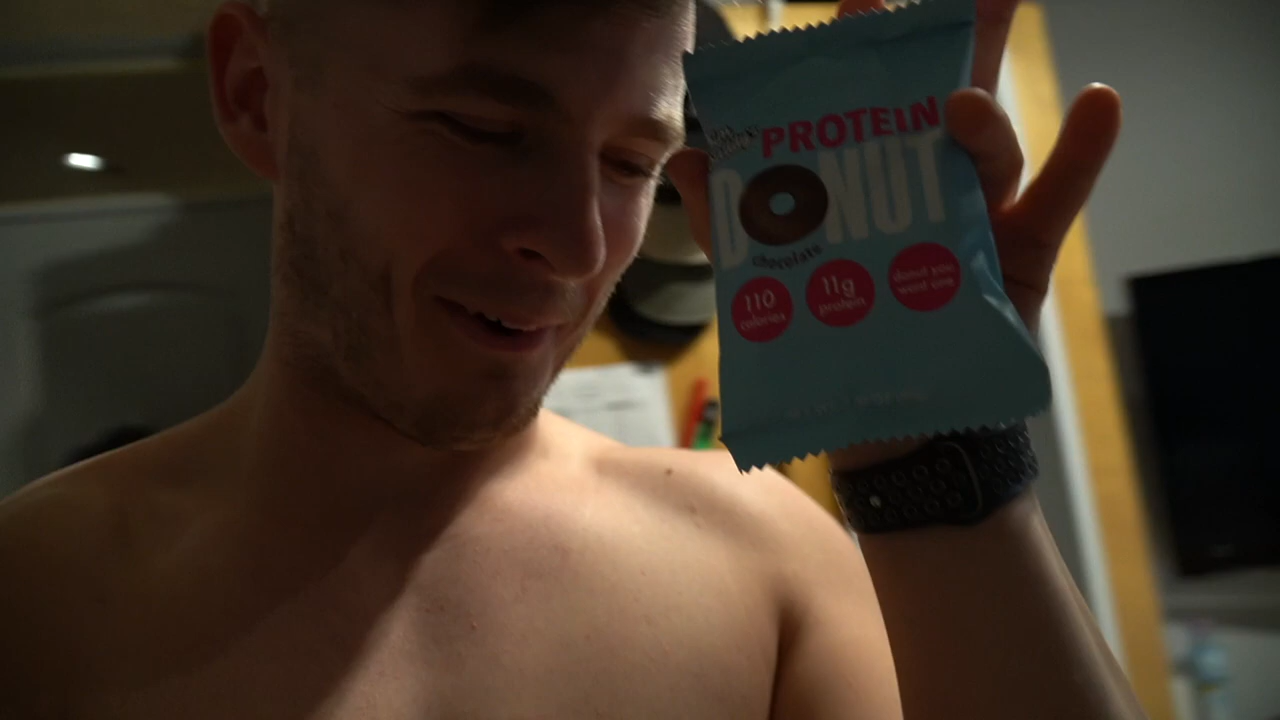 PROTEIN
DONUT
chocolate
110
calories
11g
protein
donut you
want one